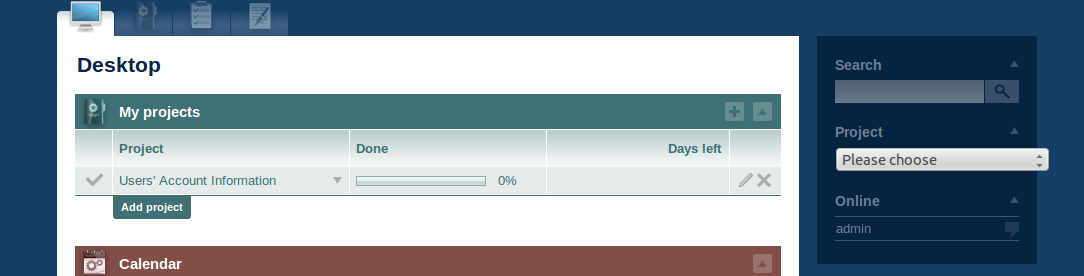 Desktop
My projects
Project Done Days left
Users' Account Information 0%
Add project
Calendar
Search
Project
Please choose
Online
admin